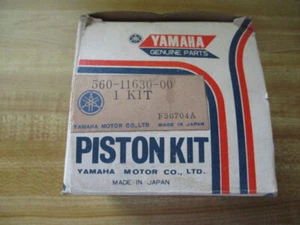 YAMAHA
GENUINE PARTS
560-11630-00
1 KIT
F80704A
YAMAHA MOTOR CO.,LTD. MADE IN JAPAN
PISTON KIT
YAMAHA MOTOR CO., LTD.
MADE IN JAPAN